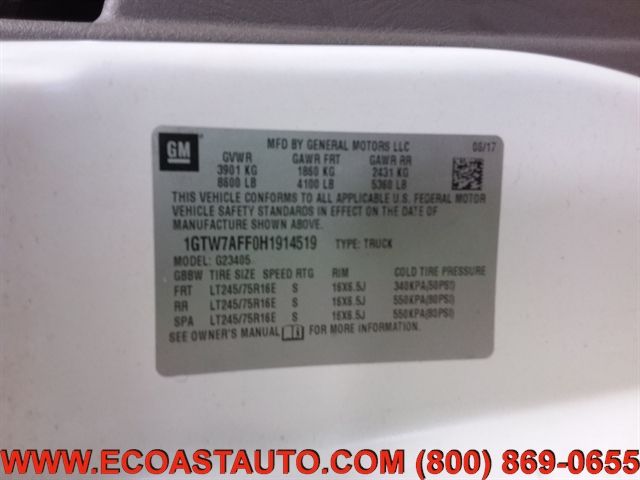 GM
MFD BY GENERAL MOTORS LLC 08/17
GVWR GAWR FRT GAWR RR
3901 KG 1860 KG 2431 KG
8600 LB 4100 LB 5360 LB
THIS VEHICLE CONFORMS TO ALL APPLICABLE U.S. FEDERAL MOTOR
VEHICLE SAFETY STANDARDS IN EFFECT ON THE DATE OF
MANUFACTURE SHOWN ABOVE.
1GTW7AFF0H1914519 TYPE: TRUCK
MODEL: G23405
GBBW TIRE SIZE SPEED RTG RIM COLD TIRE PRESSURE
FRT LT245/75R16E S 16X6.5J 340KPA(50PSI)
RR LT245/75R16E S 16X6.5J 550KPA(80PSI)
SPA LT245/75R16E S 16X6.5J 550KPA(80PSI)
SEE OWNER'S MANUAL FOR MORE INFORMATION.
WWW.ECOASTAUTO.COM (800) 869-0655